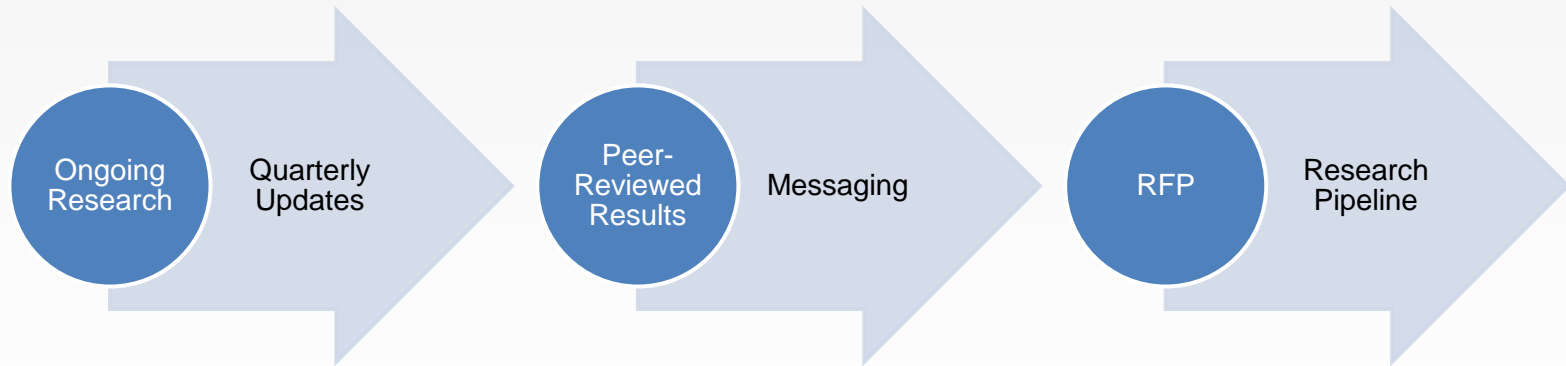 Ongoing
Research
Quarterly
Updates
Peer-
Reviewed
Results
Messaging
RFP
Research
Pipeline